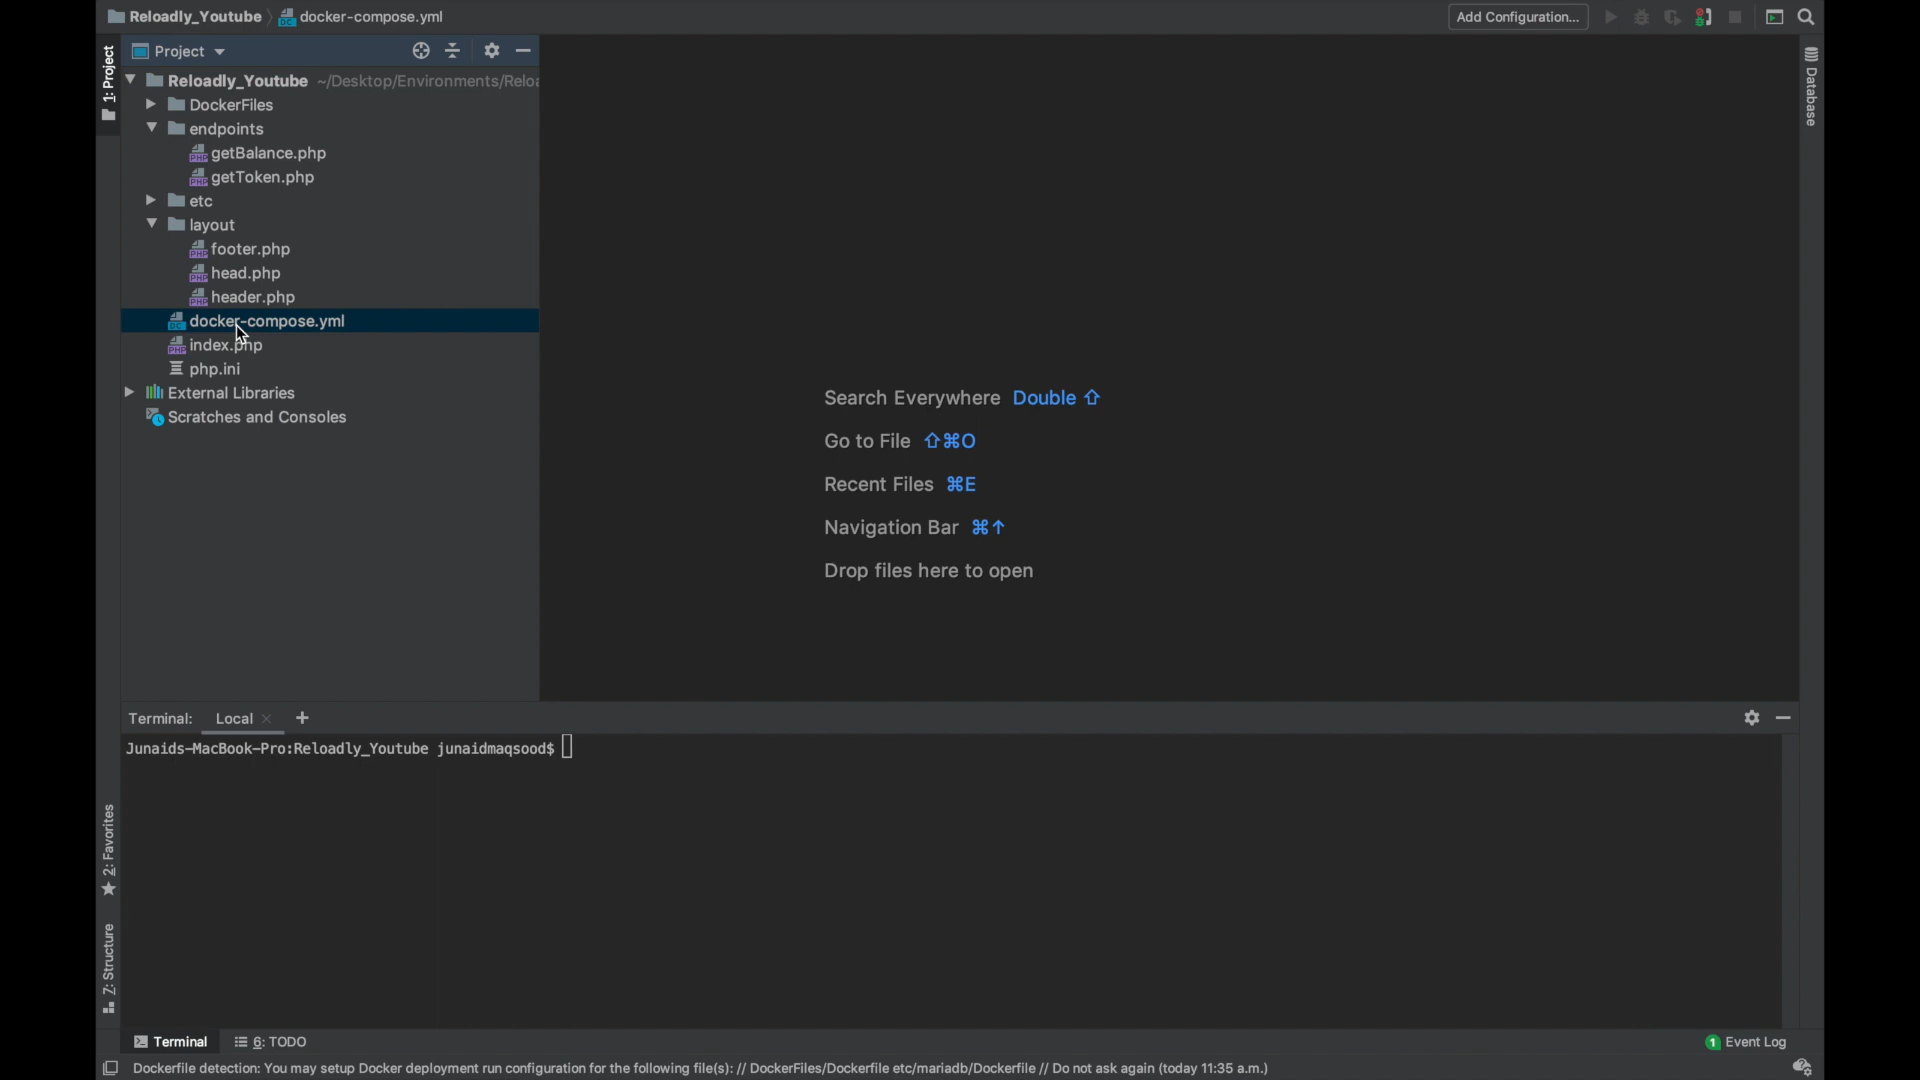 Reloadly_Youtube docker-compose.yml Add Configuration...
1: Project
Project
Reloadly_Youtube ~/Desktop/Environments/Reloa
DockerFiles
endpoints
getBalance.php
getToken.php
etc
layout
footer.php
head.php
header.php
docker-compose.yml
index.php
php.ini
External Libraries
Scratches and Consoles
Search Everywhere Double ⇧
Go to File ⇧⌘O
Recent Files ⌘E
Navigation Bar ⌘↑
Drop files here to open
Database
Terminal: Local × +
Junaids-MacBook-Pro:Reloadly_Youtube junaidmaqsood$
2: Favorites
Z: Structure
Terminal 6: TODO 1 Event Log
Dockerfile detection: You may setup Docker deployment run configuration for the following file(s): // DockerFiles/Dockerfile etc/mariadb/Dockerfile // Do not ask again (today 11:35 a.m.)